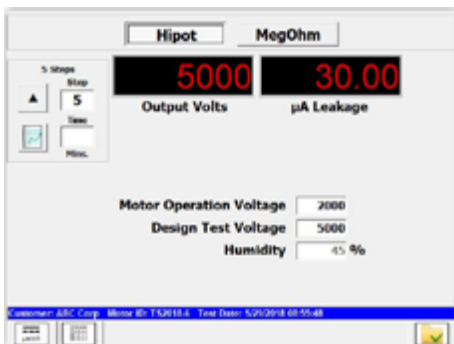 Hipot MegOhm
5 Steps
Step
5
Time
Mins.
5000 30.00
Output Volts µA Leakage
Motor Operation Voltage 2000
Design Test Voltage 5000
Humidity 45 %
Customer: ABC Corp Motor ID: TS2018-6 Test Date: 5/29/2018 08:55:48